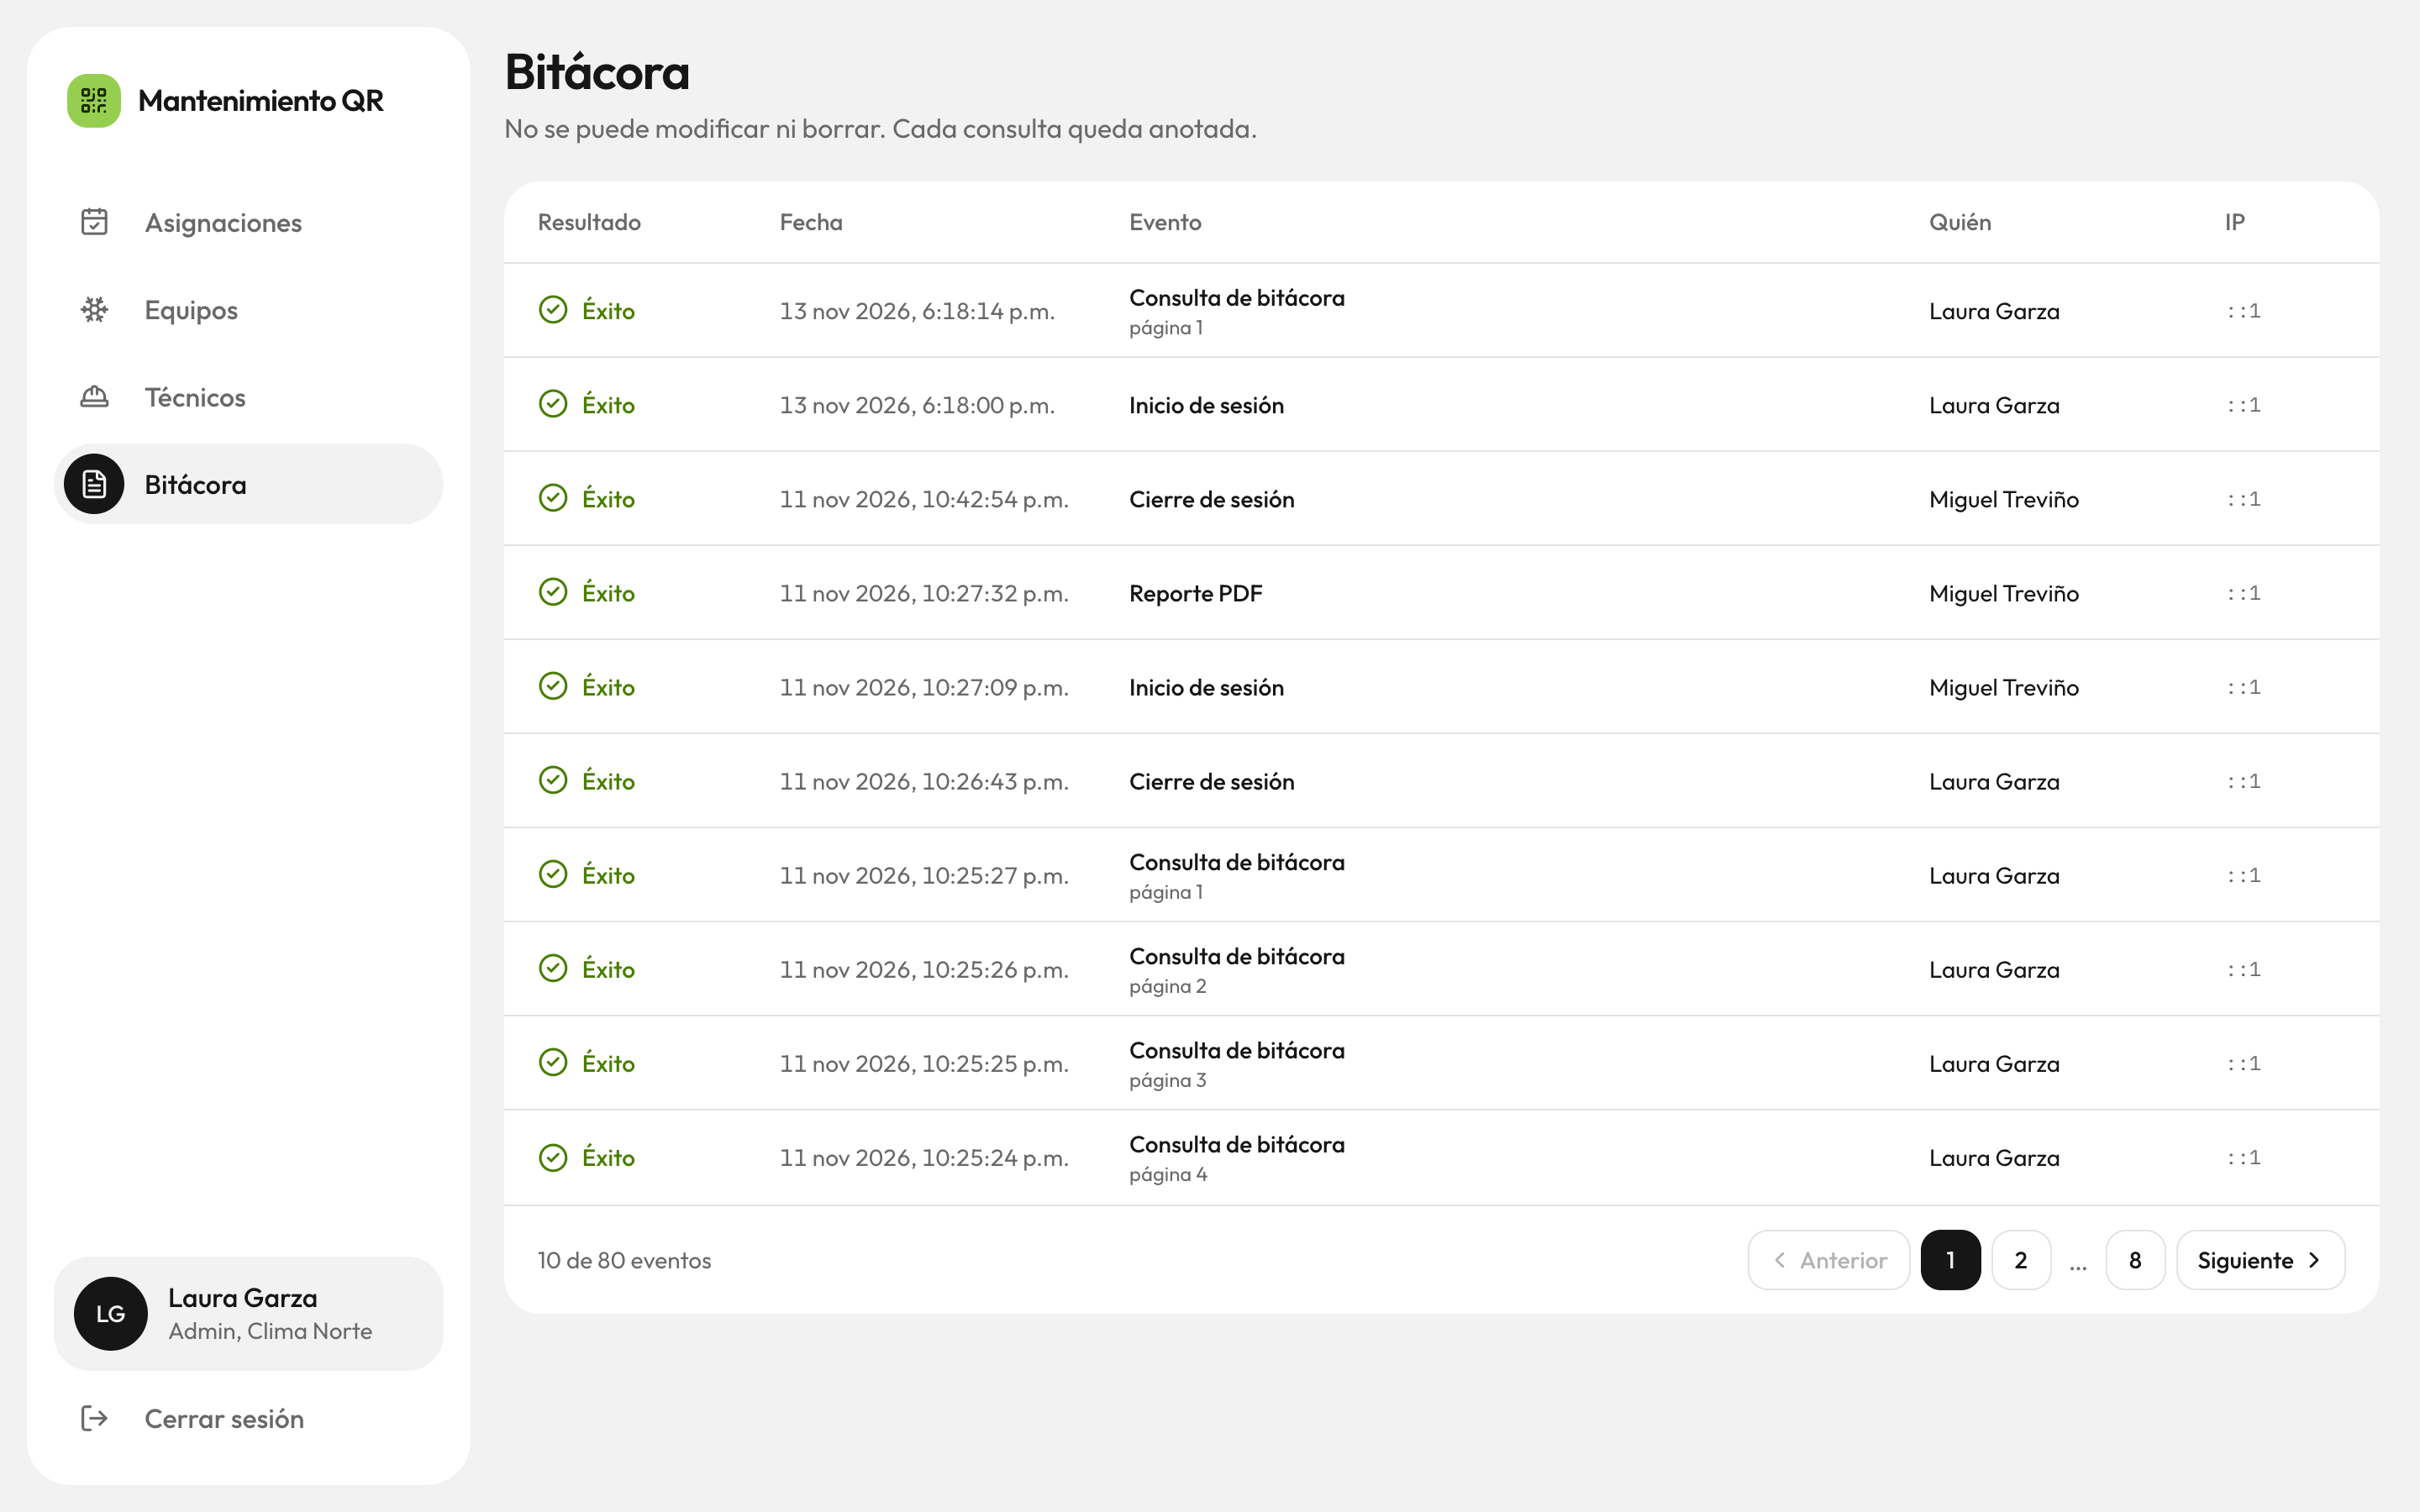 Mantenimiento QR
Asignaciones
Equipos
Técnicos
Bitácora
LG
Laura Garza
Admin, Clima Norte
Cerrar sesión
Bitácora
No se puede modificar ni borrar. Cada consulta queda anotada.
Resultado Fecha Evento Quién IP
Éxito 13 nov 2026, 6:18:14 p.m. Consulta de bitácora Laura Garza ::1
página 1
Éxito 13 nov 2026, 6:18:00 p.m. Inicio de sesión Laura Garza ::1
Éxito 11 nov 2026, 10:42:54 p.m. Cierre de sesión Miguel Treviño ::1
Éxito 11 nov 2026, 10:27:32 p.m. Reporte PDF Miguel Treviño ::1
Éxito 11 nov 2026, 10:27:09 p.m. Inicio de sesión Miguel Treviño ::1
Éxito 11 nov 2026, 10:26:43 p.m. Cierre de sesión Laura Garza ::1
Éxito 11 nov 2026, 10:25:27 p.m. Consulta de bitácora Laura Garza ::1
página 1
Éxito 11 nov 2026, 10:25:26 p.m. Consulta de bitácora Laura Garza ::1
página 2
Éxito 11 nov 2026, 10:25:25 p.m. Consulta de bitácora Laura Garza ::1
página 3
Éxito 11 nov 2026, 10:25:24 p.m. Consulta de bitácora Laura Garza ::1
página 4
10 de 80 eventos Anterior 1 2 ... 8 Siguiente